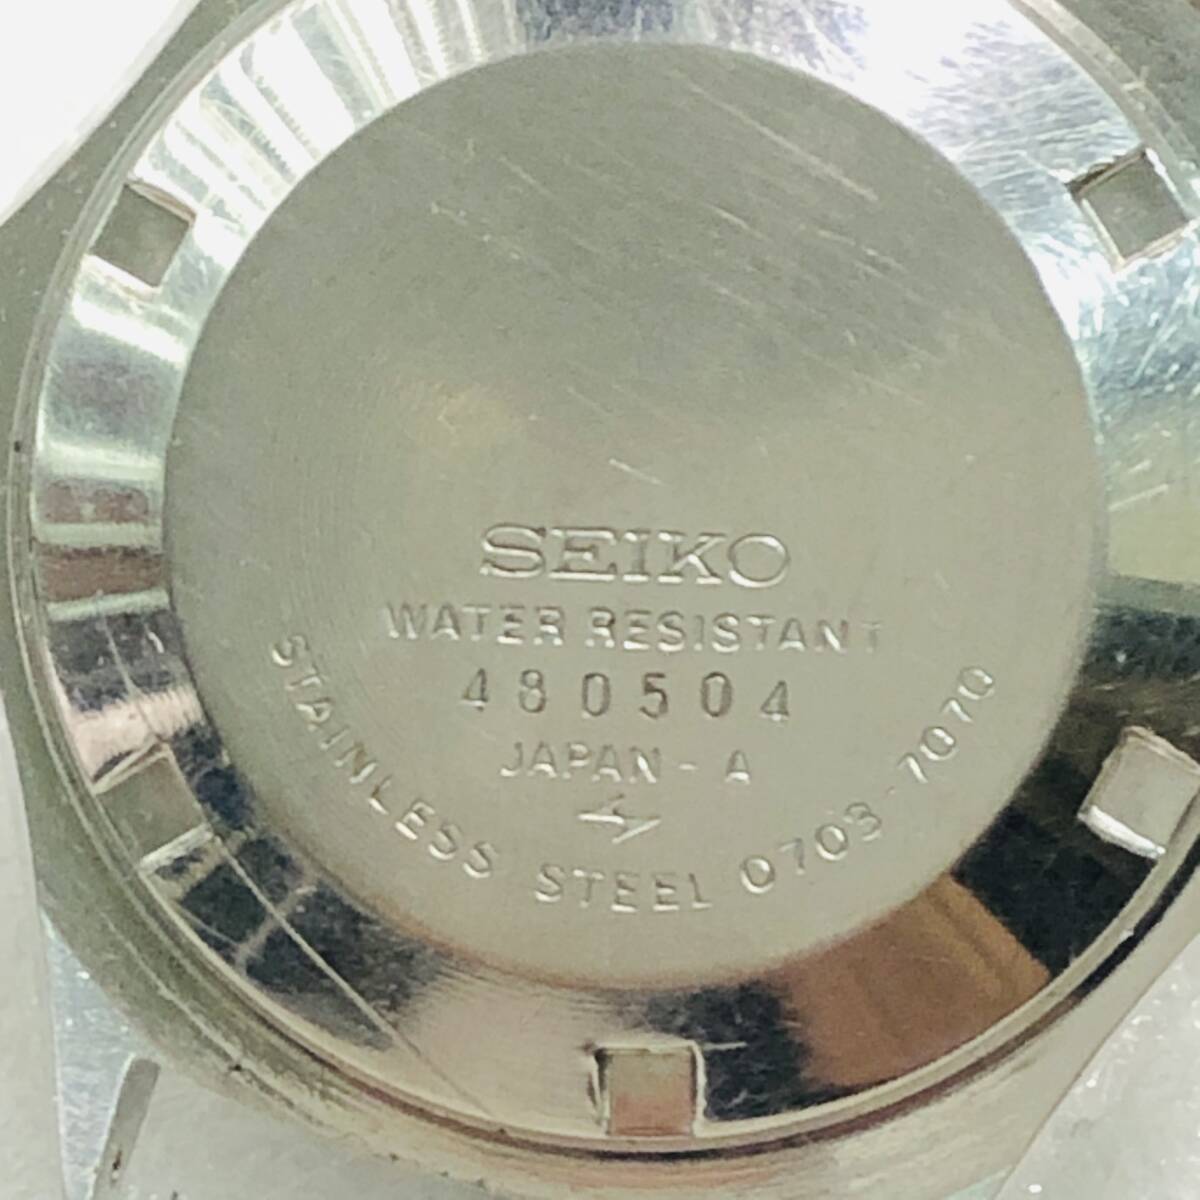 SEIKO
WATER RESISTANT
480504
JAPAN - A
STAINLESS STEEL 0703-7070